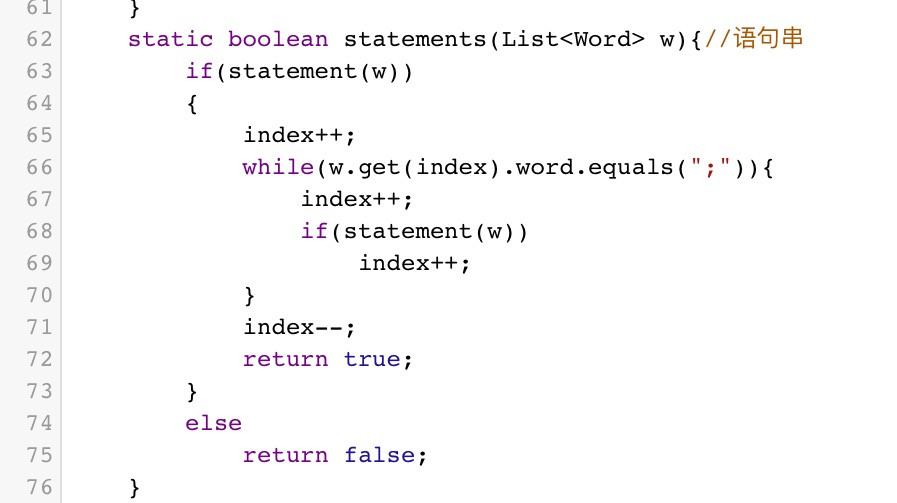 61 }
62 static boolean statements(List<Word> w){//语句串
63 if(statement(w))
64 {
65 index++;
66 while(w.get(index).word.equals(";")){
67 index++;
68 if(statement(w))
69 index++;
70 }
71 index--;
72 return true;
73 }
74 else
75 return false;
76 }